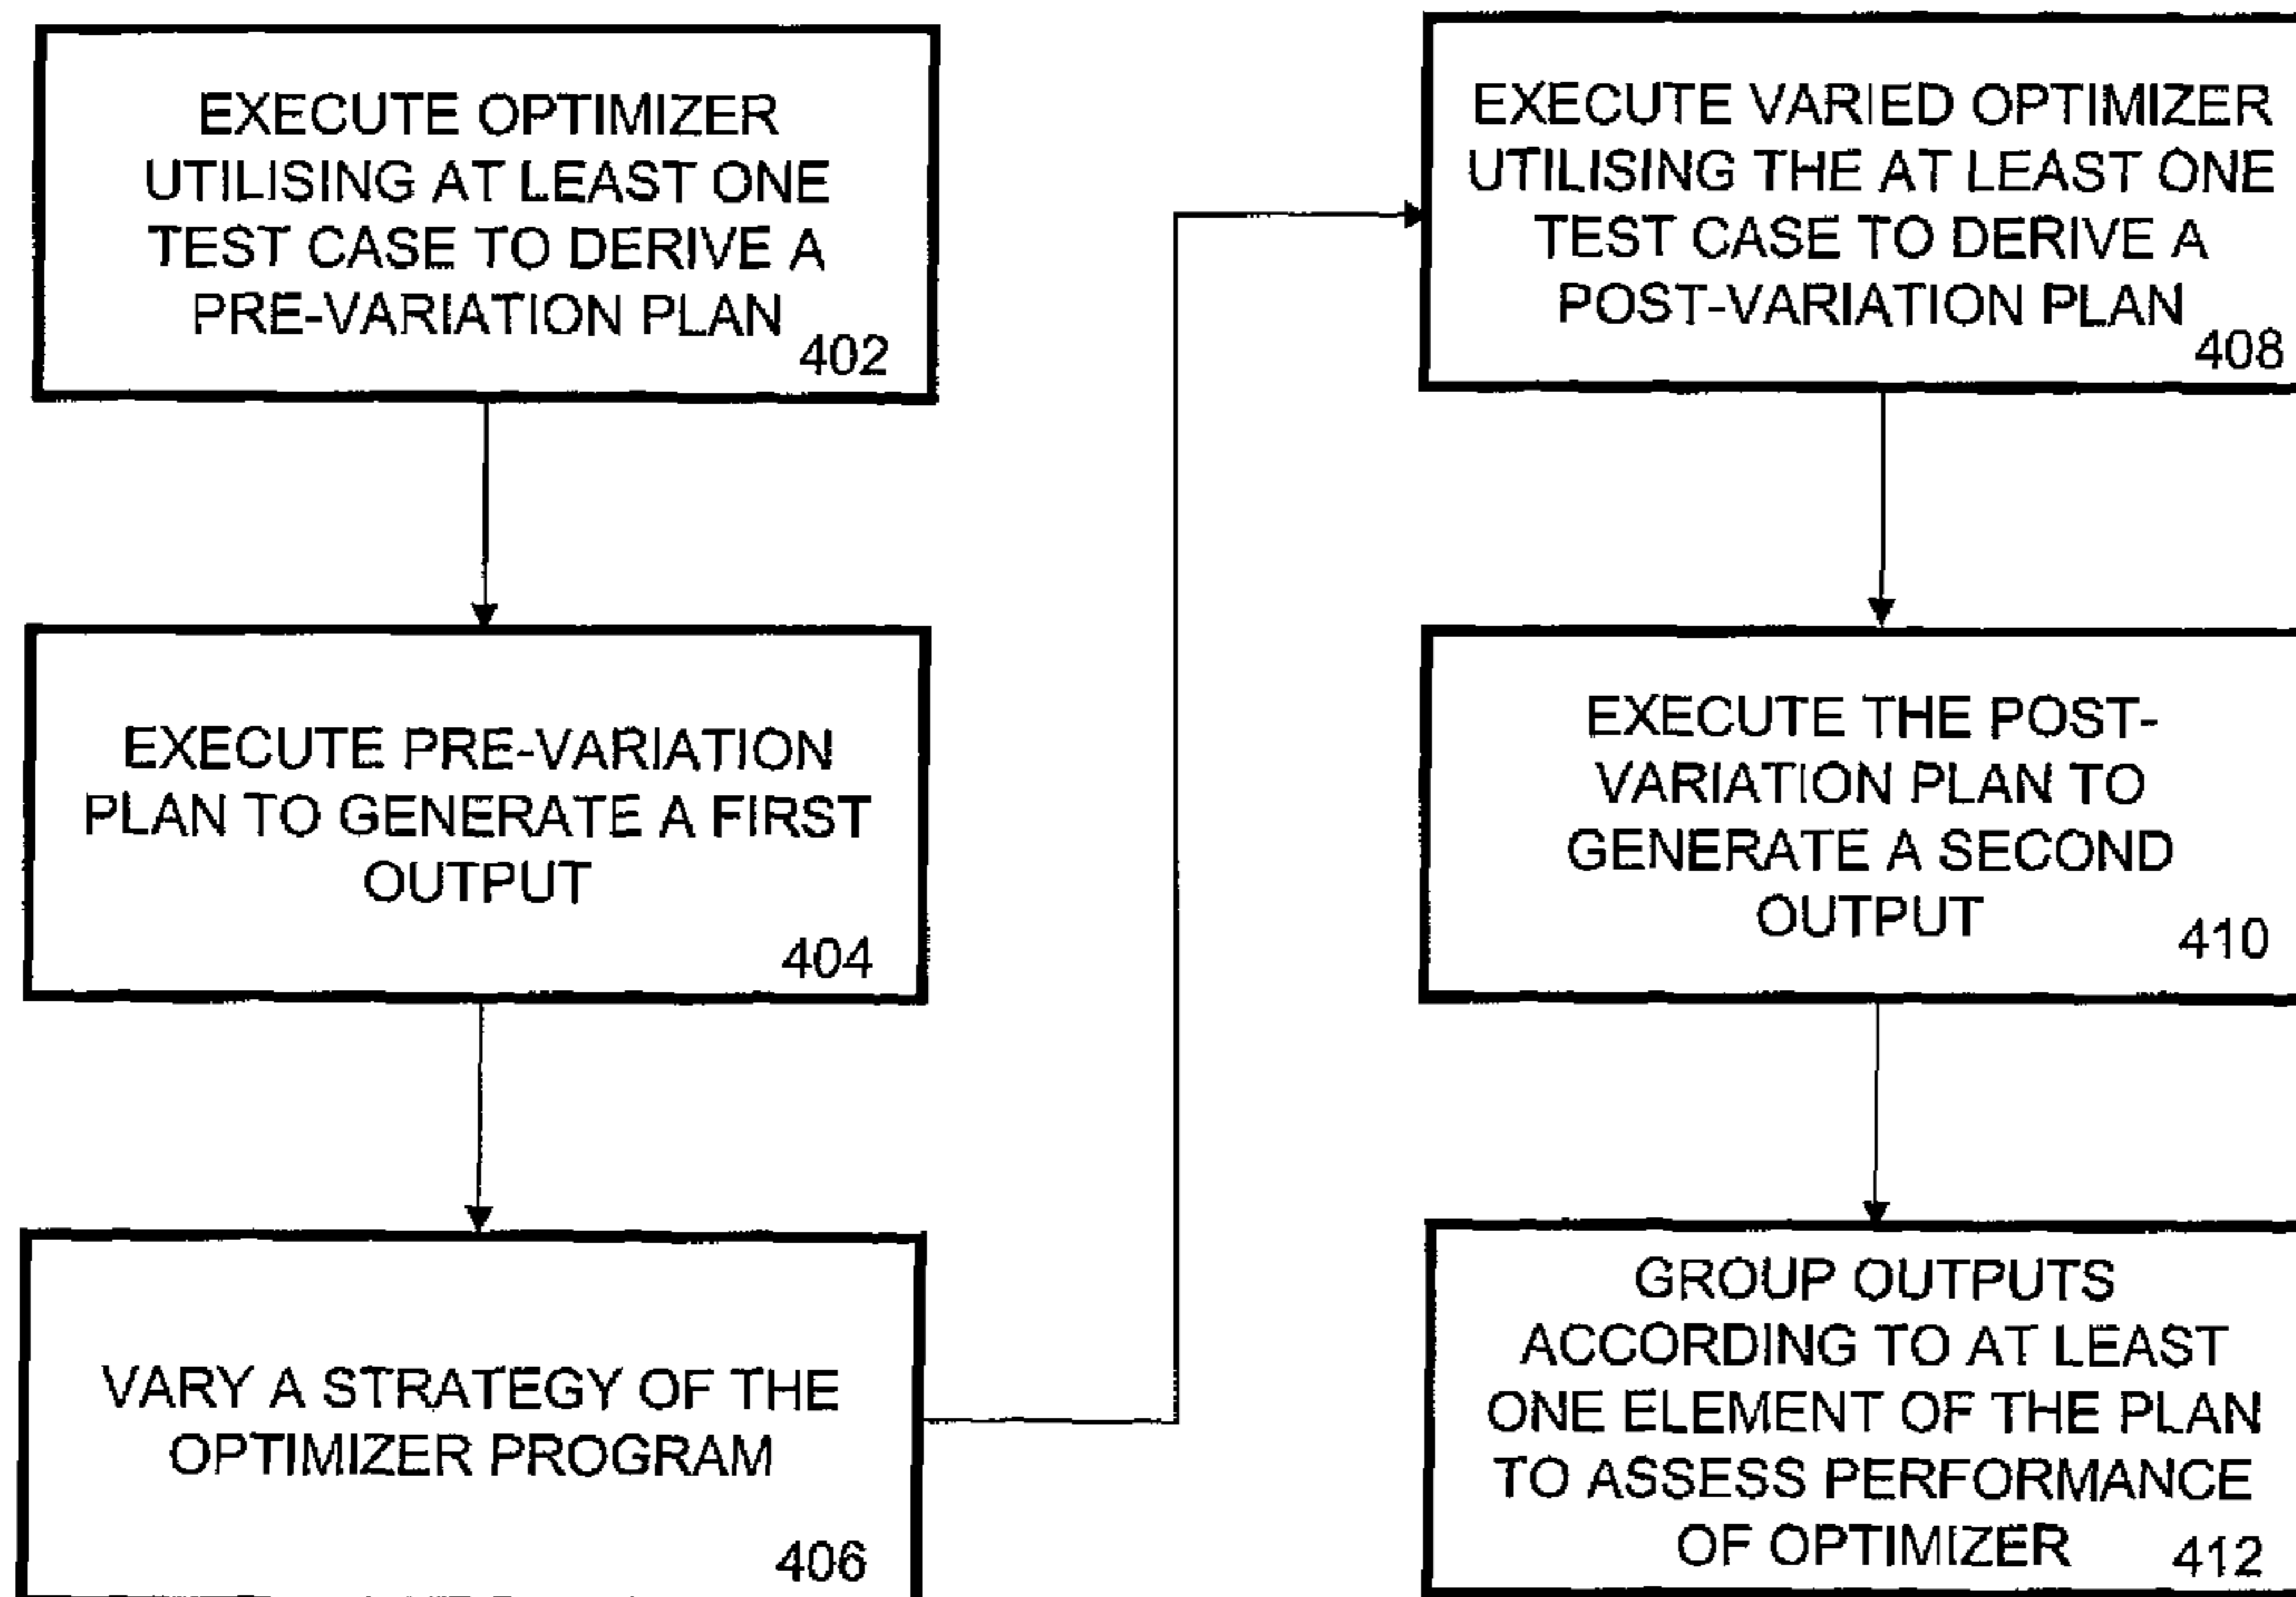 EXECUTE OPTIMIZER
UTILISING AT LEAST ONE
TEST CASE TO DERIVE A
PRE-VARIATION PLAN
402
EXECUTE PRE-VARIATION
PLAN TO GENERATE A FIRST
OUTPUT
404
VARY A STRATEGY OF THE
OPTIMIZER PROGRAM
406
EXECUTE VARIED OPTIMIZER
UTILISING THE AT LEAST ONE
TEST CASE TO DERIVE A
POST-VARIATION PLAN
408
EXECUTE THE POST-
VARIATION PLAN TO
GENERATE A SECOND
OUTPUT
410
GROUP OUTPUTS
ACCORDING TO AT LEAST
ONE ELEMENT OF THE PLAN
TO ASSESS PERFORMANCE
OF OPTIMIZER
412